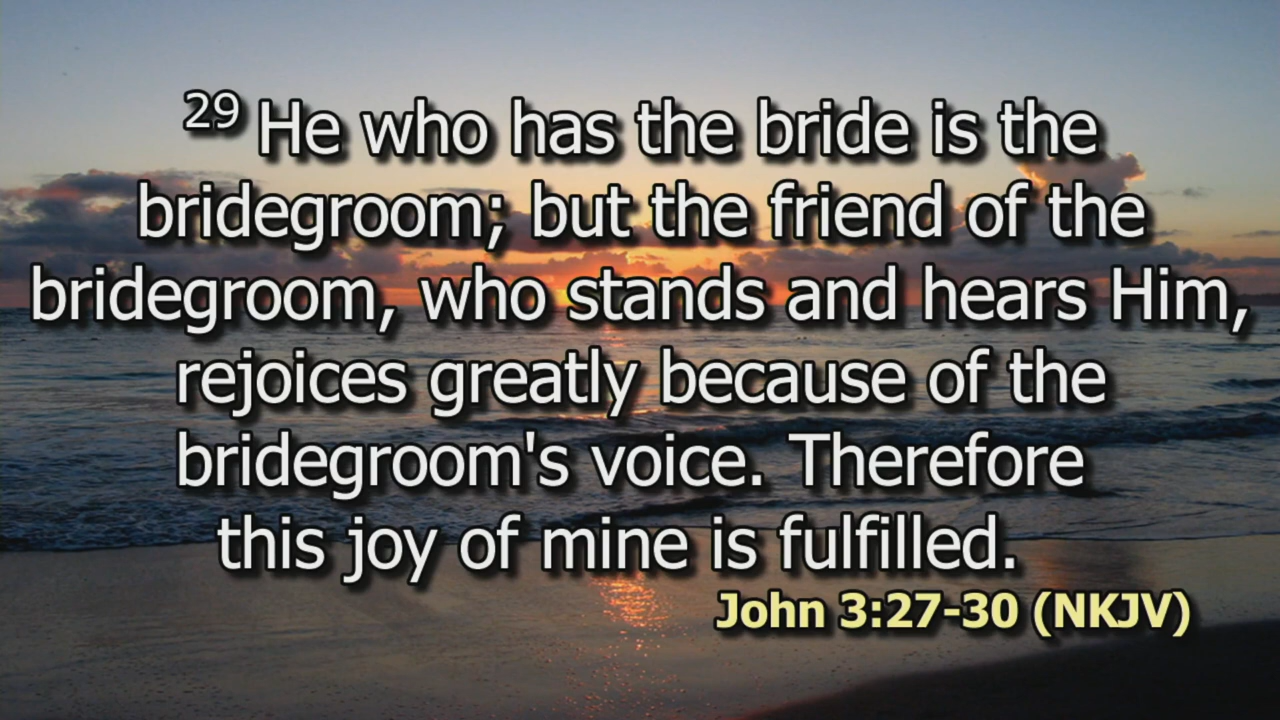 29 He who has the bride is the
bridegroom; but the friend of the
bridegroom, who stands and hears Him,
rejoices greatly because of the
bridegroom's voice. Therefore
this joy of mine is fulfilled.
John 3:27-30 (NKJV)